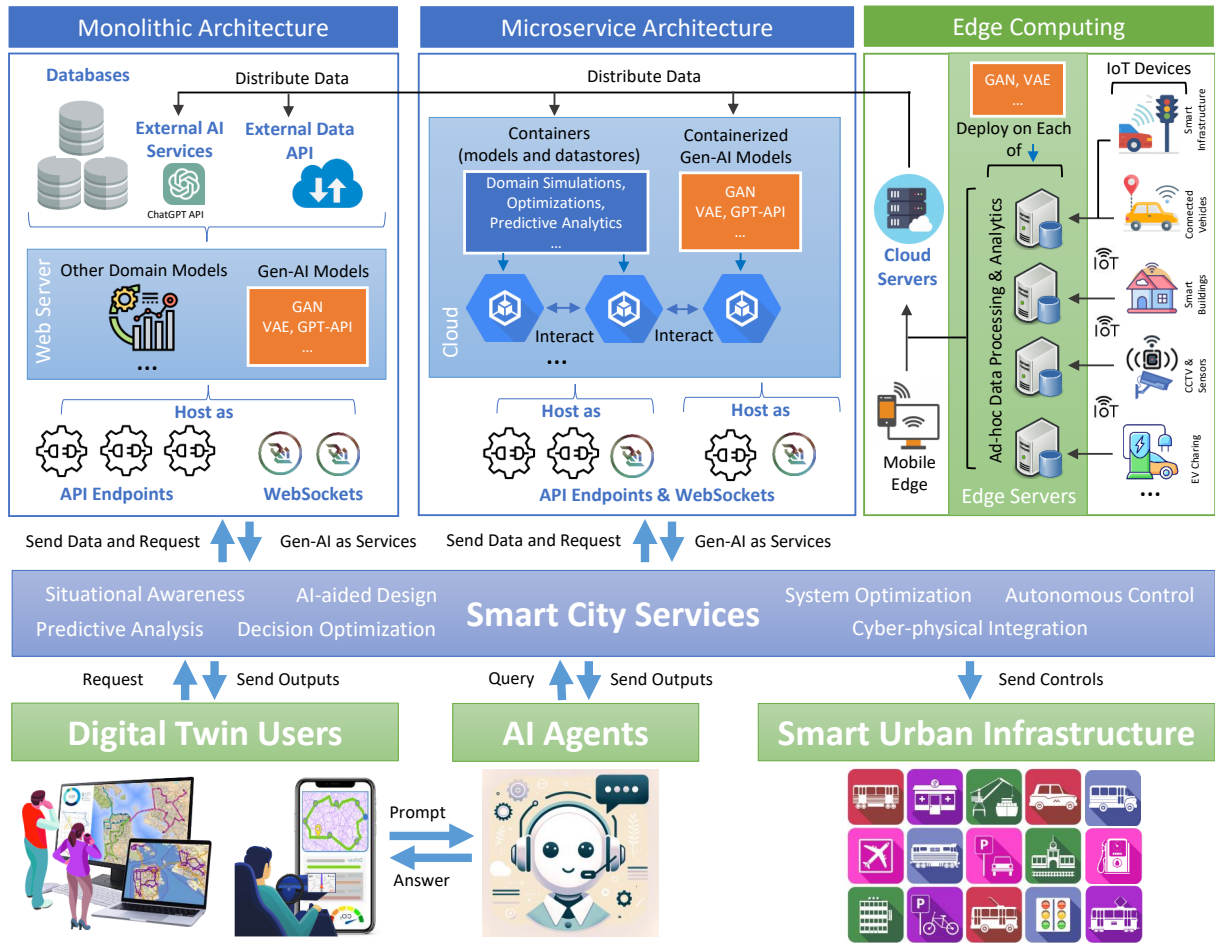 Monolithic Architecture
Microservice Architecture
Edge Computing
Databases
Distribute Data
External AI
Services
ChatGPT API
External Data
API
Web Server
Other Domain Models
...
Gen-AI Models
GAN
VAE, GPT-API
...
Host as
API Endpoints
WebSockets
Distribute Data
Cloud
Containers
(models and datastores)
Domain Simulations,
Optimizations,
Predictive Analytics
...
Containerized
Gen-AI Models
GAN
VAE, GPT-API
...
Interact
Interact
...
Host as
Host as
API Endpoints & WebSockets
Cloud
Servers
Mobile
Edge
GAN, VAE
...
Deploy on Each
of
Ad-hoc Data Processing & Analytics
Edge Servers
IoT Devices
Smart
Infrastructure
Connected
Vehicles
IOT
Smart
Buildings
IOT
CCTV &
Sensors
IOT
EV Charing
...
Send Data and Request
Gen-AI as Services
Send Data and Request
Gen-AI as Services
Situational Awareness
AI-aided Design
Predictive Analysis
Decision Optimization
Smart City Services
System Optimization
Autonomous Control
Cyber-physical Integration
Request
Send Outputs
Query
Send Outputs
Send Controls
Digital Twin Users
AI Agents
Smart Urban Infrastructure
Prompt
Answer
P
P